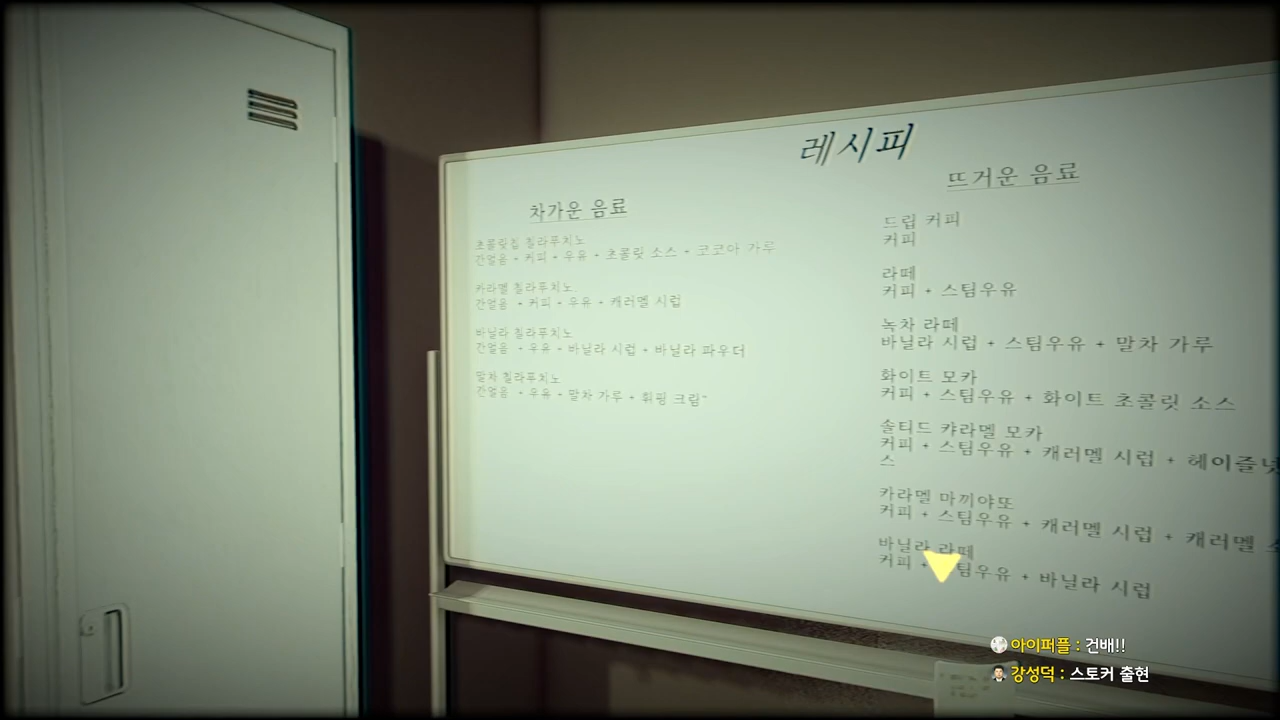 레시피
차가운 음료
초콜릿칩 칠라푸치노
간얼음 + 커피 + 우유 + 초콜릿 소스 + 코코아 가루
카라멜 칠라푸치노
간얼음 + 커피 + 우유 + 캐러멜 시럽
바닐라 칠라푸치노
간얼음 + 우유 + 바닐라 시럽 + 바닐라 파우더
말차 칠라푸치노
간얼음 + 우유 + 말차 가루 + 휘핑 크림
뜨거운 음료
드립 커피
커피
라떼
커피 + 스팀우유
녹차 라떼
바닐라 시럽 + 스팀우유 + 말차 가루
화이트 모카
커피 + 스팀우유 + 화이트 초콜릿 소스
솔티드 캬라멜 모카
커피 + 스팀우유 + 캐러멜 시럽 + 헤이즐넛
스
카라멜 마끼야또
커피 + 스팀우유 + 캐러멜 시럽 + 캐러멜
바닐라 라떼
커피 + 스팀우유 + 바닐라 시럽
아이퍼플 : 건배!!
강성덕 : 스토커 출현